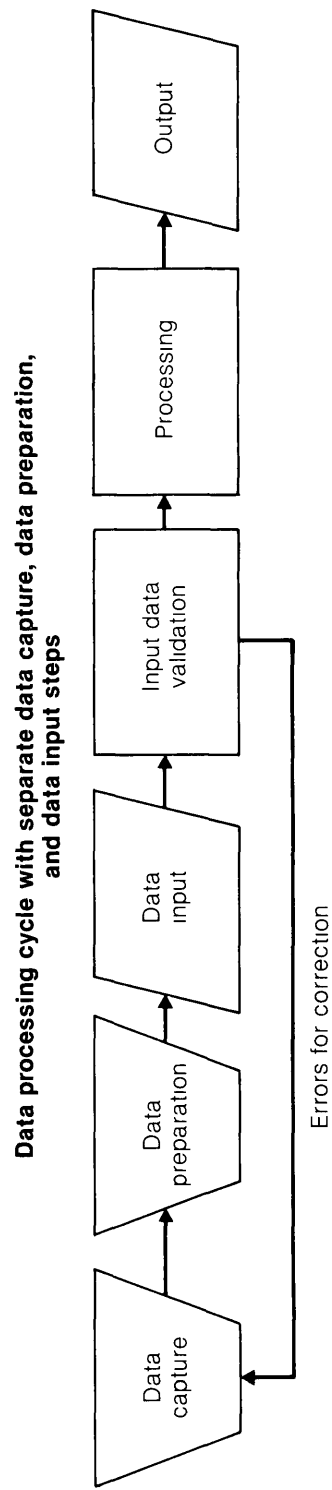 Data processing cycle with separate data capture, data preparation,
and data input steps
Data
capture
Data
preparation
Data
input
Input data
validation
Processing
Output
Errors for correction